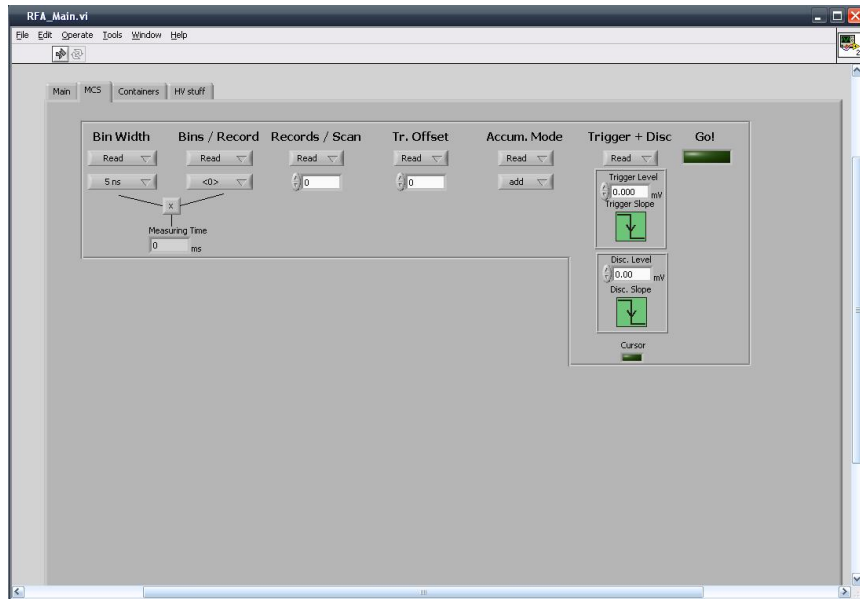 RFA_Main.vi
File Edit Operate Tools Window Help
2
Main MCS Containers HV stuff
Bin Width Bins / Record Records / Scan Tr. Offset Accum. Mode Trigger + Disc Go!
Read Read Read Read Read Read
5 ns <0> 0 0 add
Trigger Level
0.000 mV
Trigger Slope
x
Measuring Time
0 ms
Disc. Level
0.00 mV
Disc. Slope
Cursor